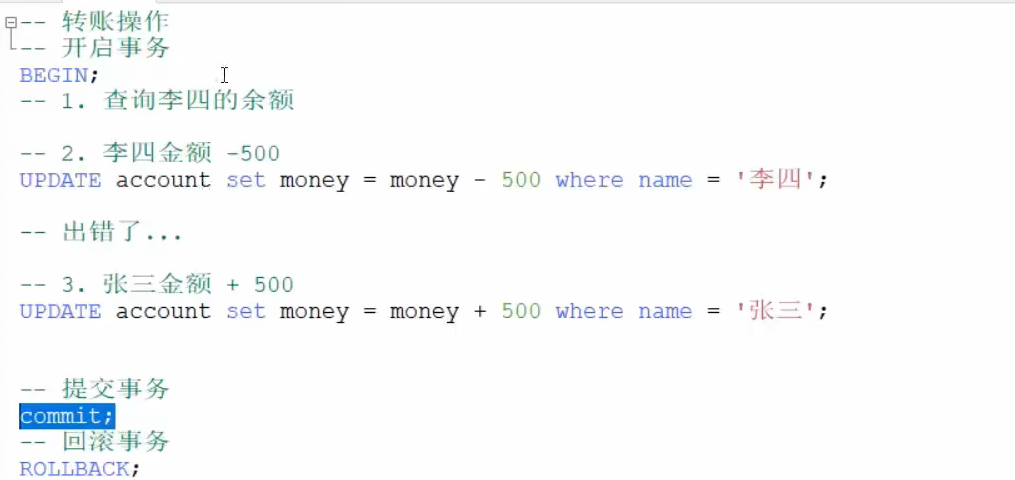 -- 转账操作
-- 开启事务
BEGIN;
-- 1. 查询李四的余额
-- 2. 李四金额 -500
UPDATE account set money = money - 500 where name = '李四';
-- 出错了...
-- 3. 张三金额 + 500
UPDATE account set money = money + 500 where name = '张三';
-- 提交事务
commit;
-- 回滚事务
ROLLBACK;